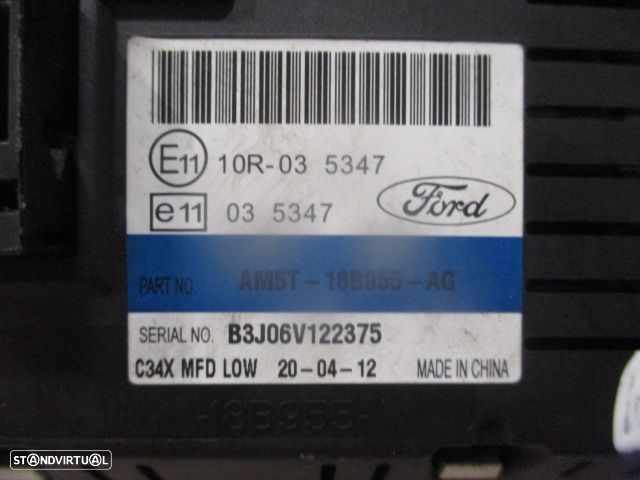 E11 10R-03 5347
e11 03 5347
Ford
PART NO. AM5T-18B955-AG
SERIAL NO. B3J06V122375
C34X MFD LOW 20-04-12 MADE IN CHINA
-18B955-
STANDVIRTUAL